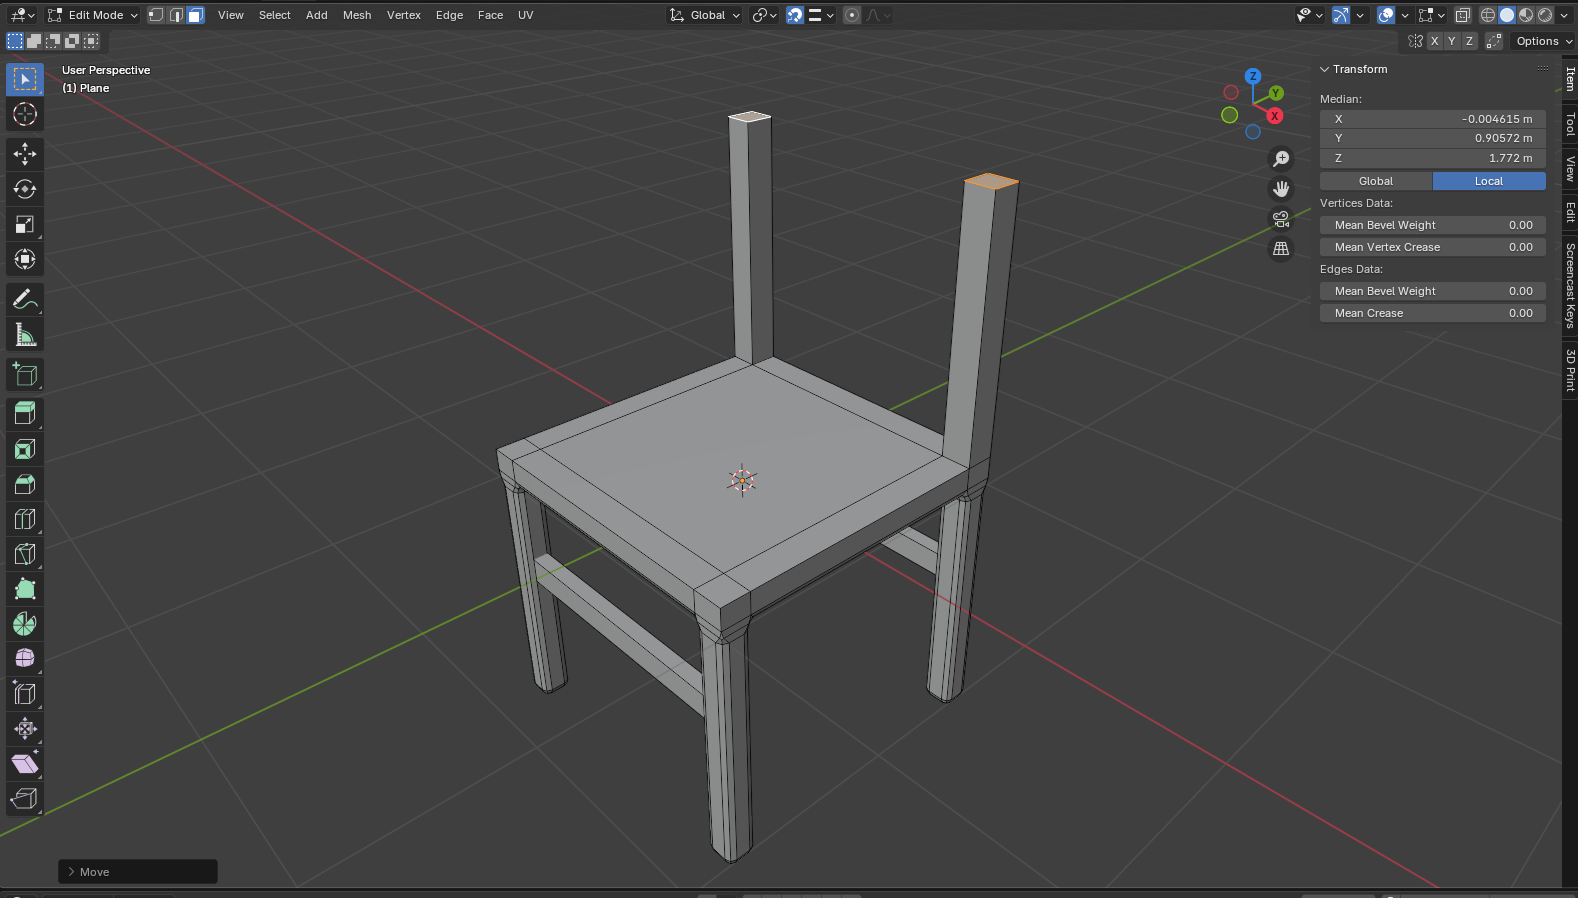 Edit Mode View Select Add Mesh Vertex Edge Face UV Global
X Y Z Options
User Perspective
(1) Plane
Z
Y
X
Transform
Median:
X -0.004615 m
Y 0.90572 m
Z 1.772 m
Global Local
Vertices Data:
Mean Bevel Weight 0.00
Mean Vertex Crease 0.00
Edges Data:
Mean Bevel Weight 0.00
Mean Crease 0.00
Item
Tool
View
Edit
Screencast Keys
3D Print
Move